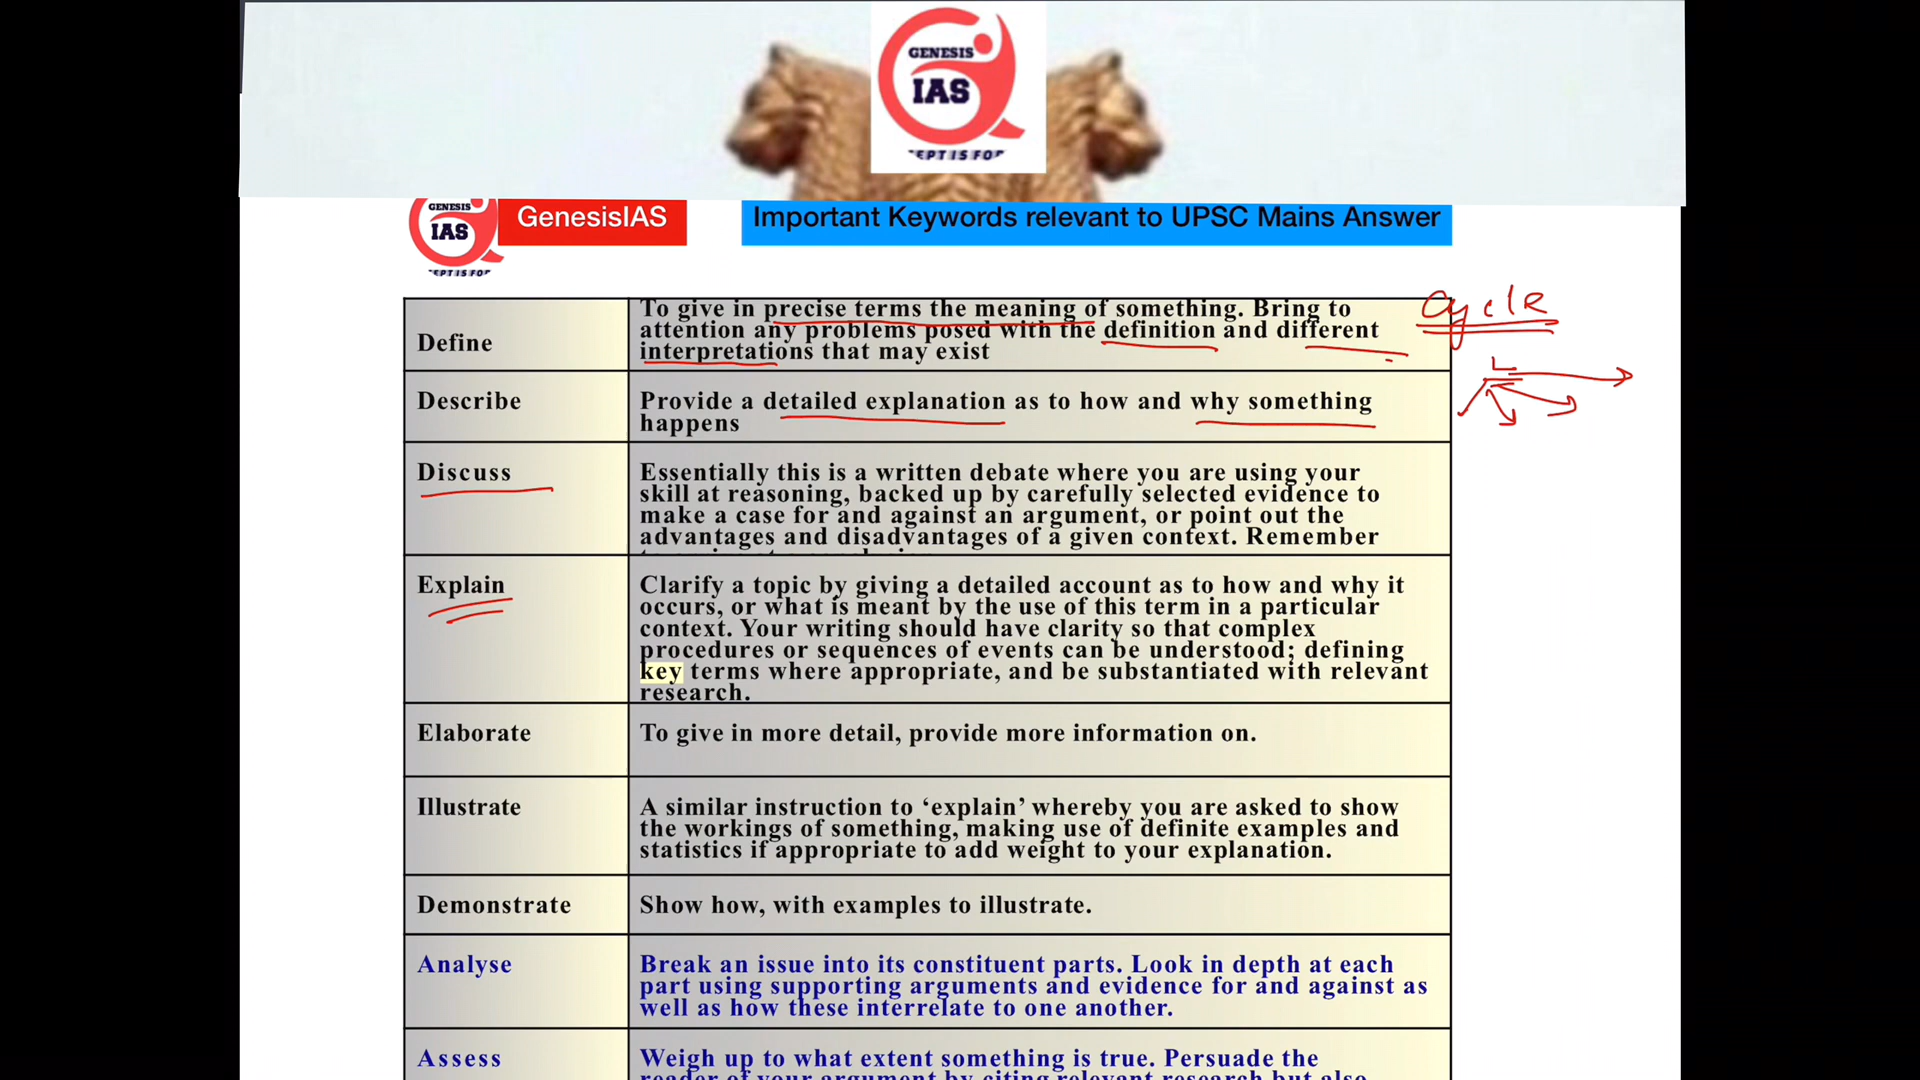 GENESIS
IAS
GENESIS
IAS
GenesisIAS
Important Keywords relevant to UPSC Mains Answer
Cycle
Define
To give in precise terms the meaning of something. Bring to
attention any problems posed with the definition and different
interpretations that may exist
Describe
Provide a detailed explanation as to how and why something
happens
Discuss
Essentially this is a written debate where you are using your
skill at reasoning, backed up by carefully selected evidence to
make a case for and against an argument, or point out the
advantages and disadvantages of a given context. Remember
Explain
Clarify a topic by giving a detailed account as to how and why it
occurs, or what is meant by the use of this term in a particular
context. Your writing should have clarity so that complex
procedures or sequences of events can be understood; defining
key terms where appropriate, and be substantiated with relevant
research.
Elaborate
To give in more detail, provide more information on.
Illustrate
A similar instruction to ‘explain’ whereby you are asked to show
the workings of something, making use of definite examples and
statistics if appropriate to add weight to your explanation.
Demonstrate
Show how, with examples to illustrate.
Analyse
Break an issue into its constituent parts. Look in depth at each
part using supporting arguments and evidence for and against as
well as how these interrelate to one another.
Assess
Weigh up to what extent something is true. Persuade the